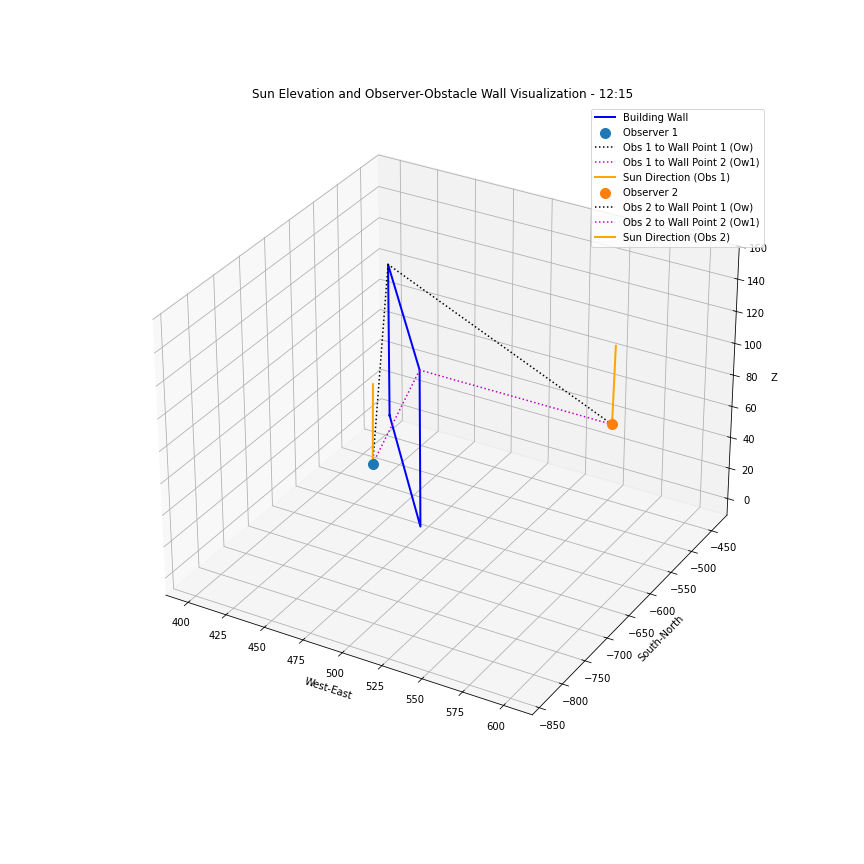 Sun Elevation and Observer-Obstacle Wall Visualization - 12:15
Building Wall
Observer 1
Obs 1 to Wall Point 1 (Ow)
Obs 1 to Wall Point 2 (Ow1)
Sun Direction (Obs 1)
Observer 2
Obs 2 to Wall Point 1 (Ow)
Obs 2 to Wall Point 2 (Ow1)
Sun Direction (Obs 2)
160
140
120
100
80
60
40
20
0
Z
−450
−500
−550
−600
−650
−700
−750
−800
−850
South-North
400
425
450
475
500
525
550
575
600
West-East